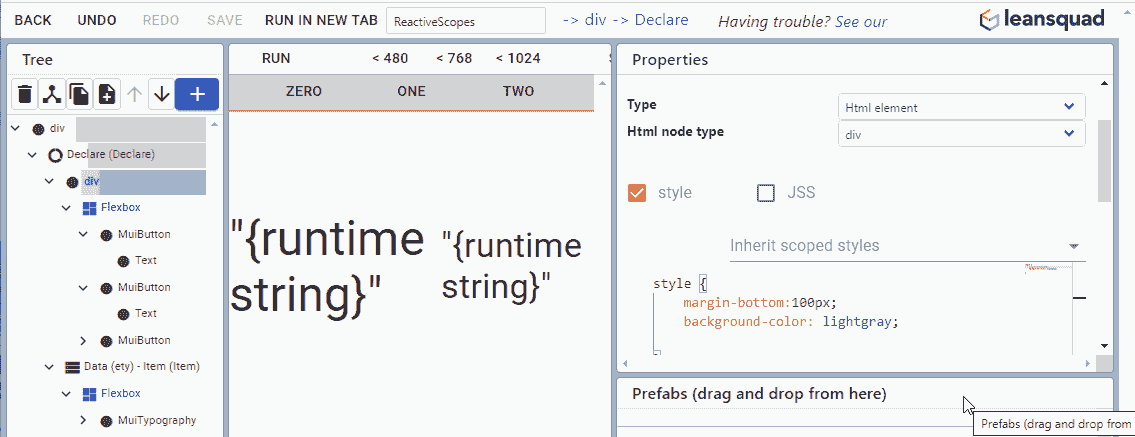 BACK UNDO REDO SAVE RUN IN NEW TAB ReactiveScopes -> div -> Declare Having trouble? See our leansquad
Tree
div
Declare (Declare)
div
Flexbox
MuiButton
Text
MuiButton
Text
MuiButton
Data (ety) - Item (Item)
Flexbox
MuiTypography
RUN < 480 < 768 < 1024
ZERO ONE TWO
"{runtime
string}"
"{runtime
string}"
Properties
Type Html element
Html node type div
style JSS
Inherit scoped styles
style {
margin-bottom:100px;
background-color: lightgray;
Prefabs (drag and drop from here)
Prefabs (drag and drop from